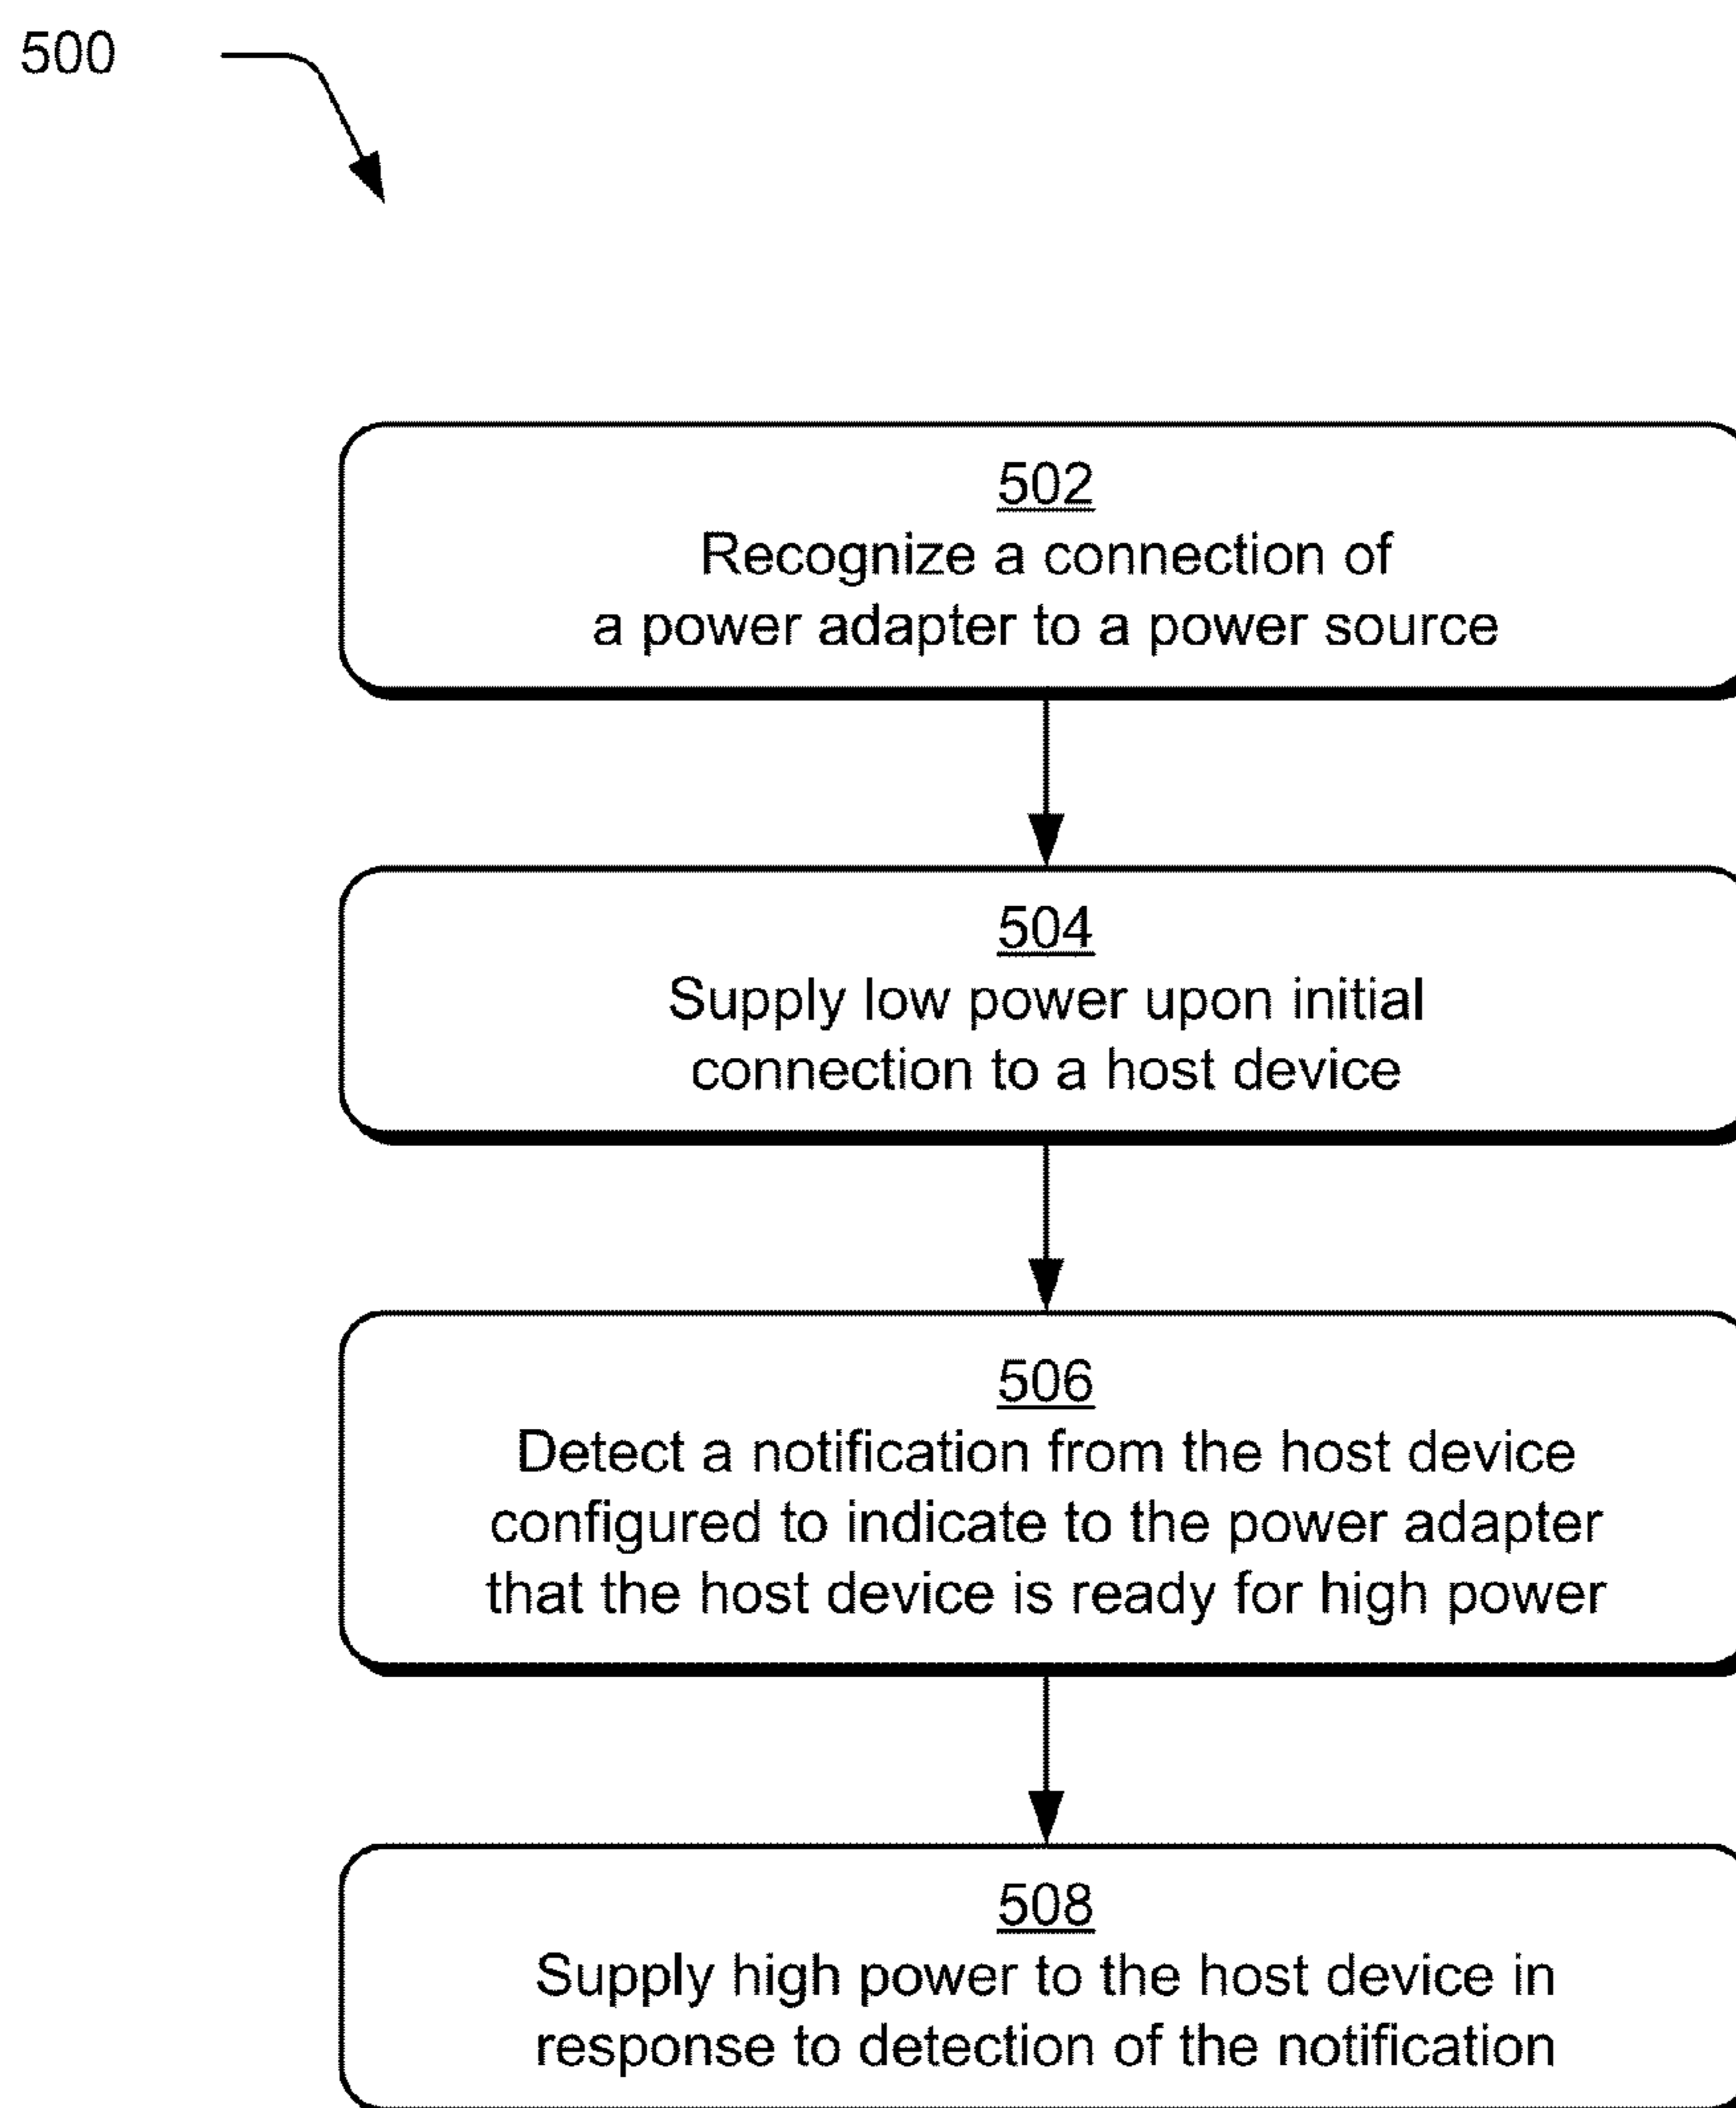 500
502
Recognize a connection of
a power adapter to a power source
504
Supply low power upon initial
connection to a host device
506
Detect a notification from the host device
configured to indicate to the power adapter
that the host device is ready for high power
508
Supply high power to the host device in
response to detection of the notification